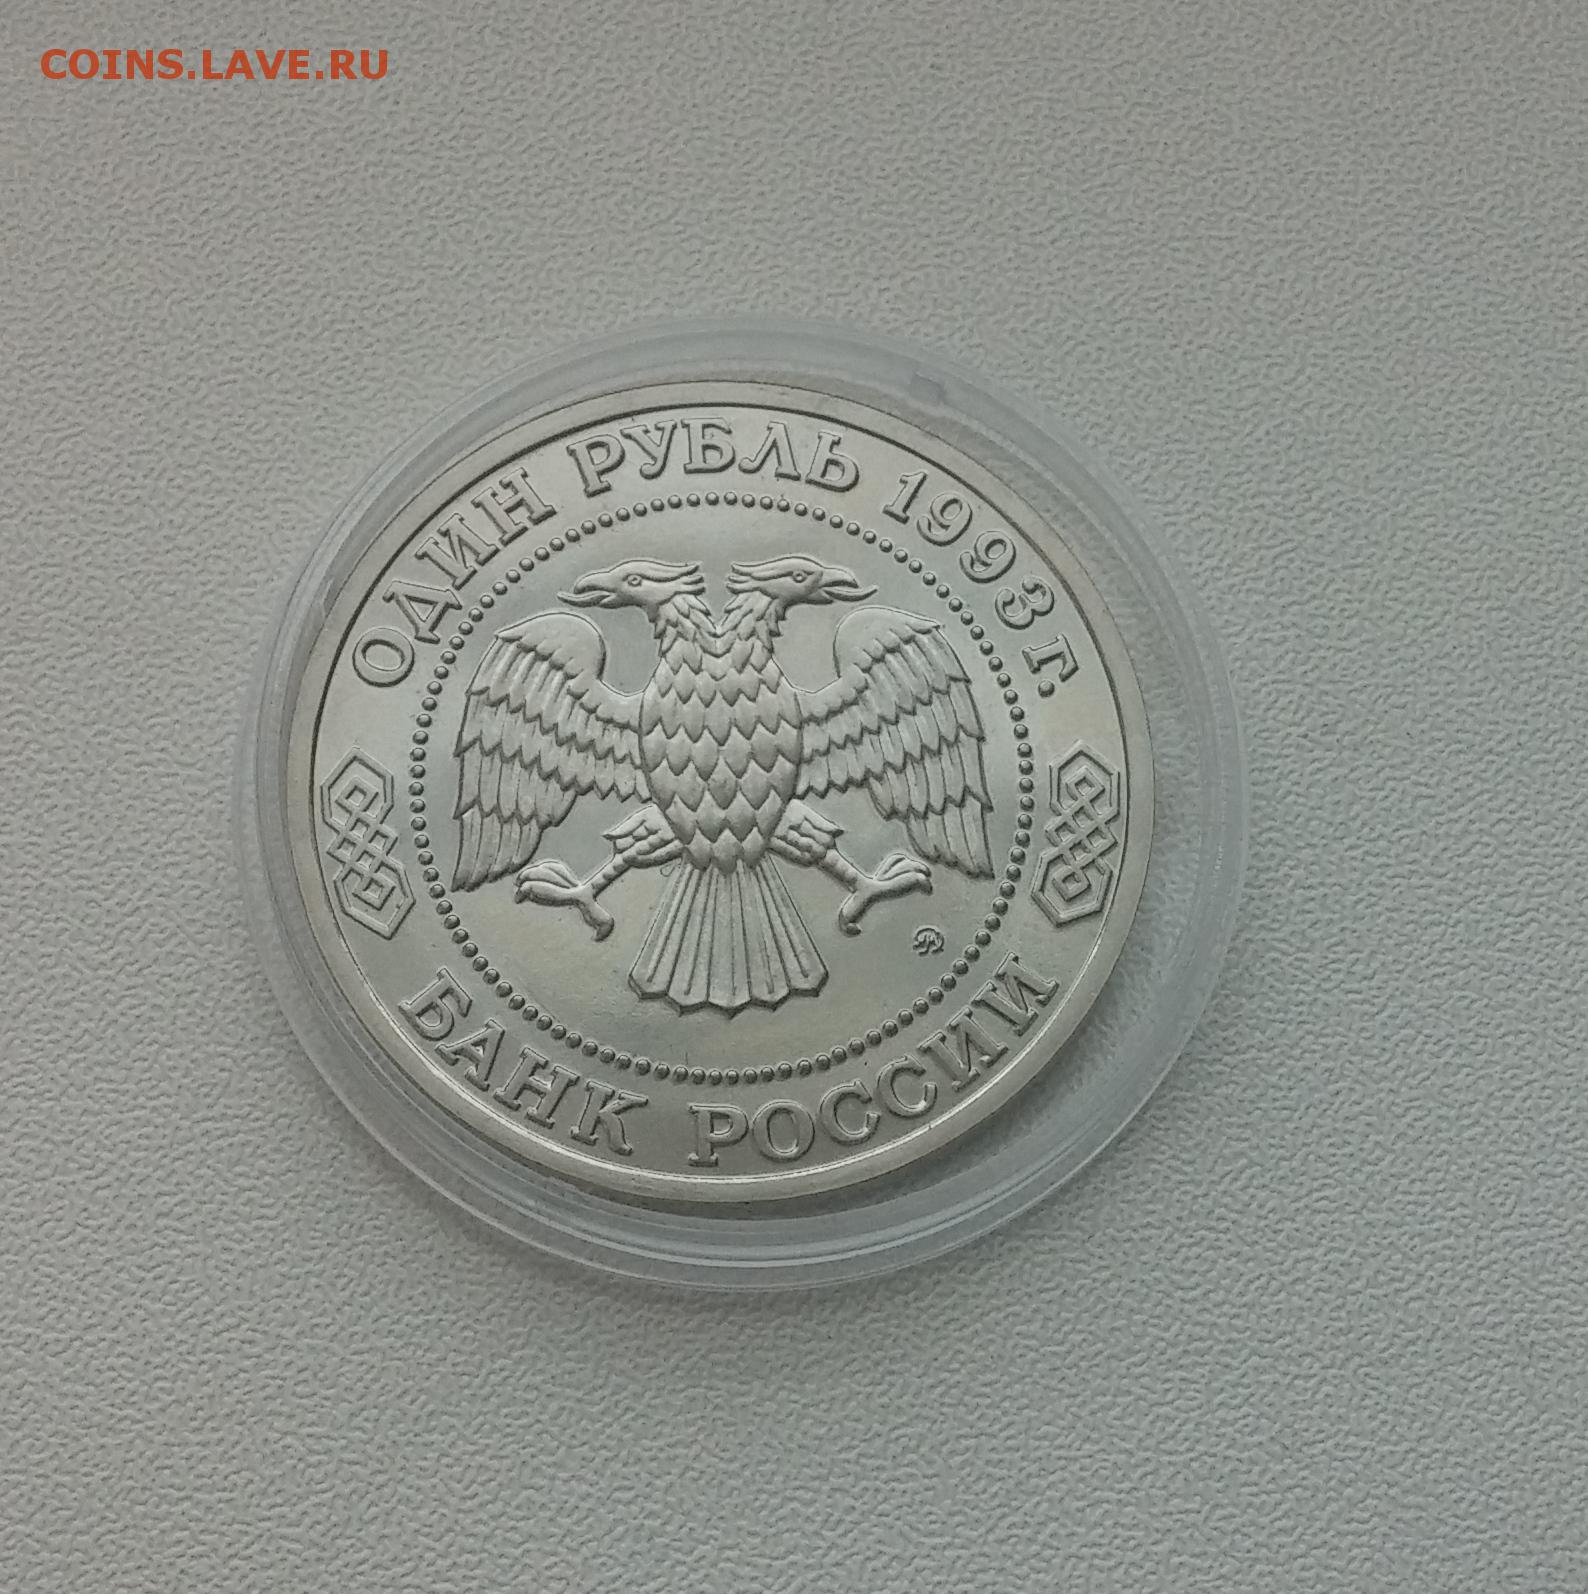 COINS.LAVE.RU
ОДИН РУБЛЬ 1993 г.
БАНК РОССИИ